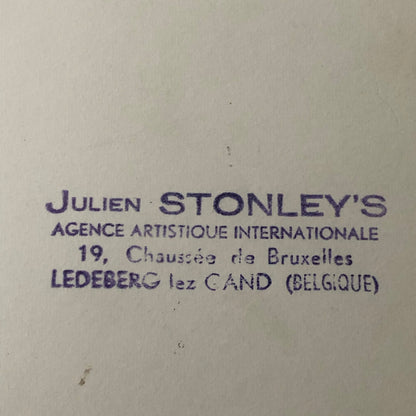 JULIEN STONLEY'S
AGENCE ARTISTIQUE INTERNATIONALE
19, Chaussée de Bruxelles
LEDEBERG lez GAND (BELGIQUE)